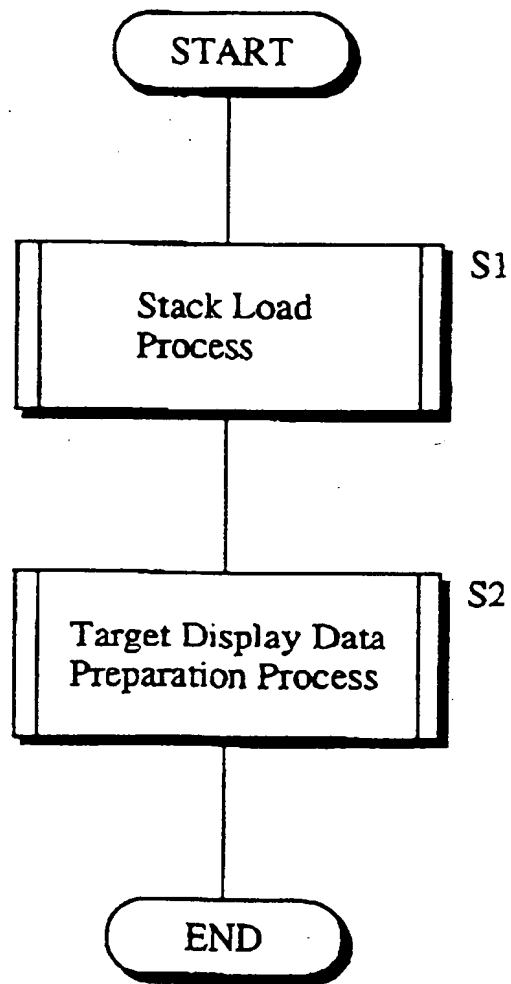 START
S1
Stack Load
Process
S2
Target Display Data
Preparation Process
END